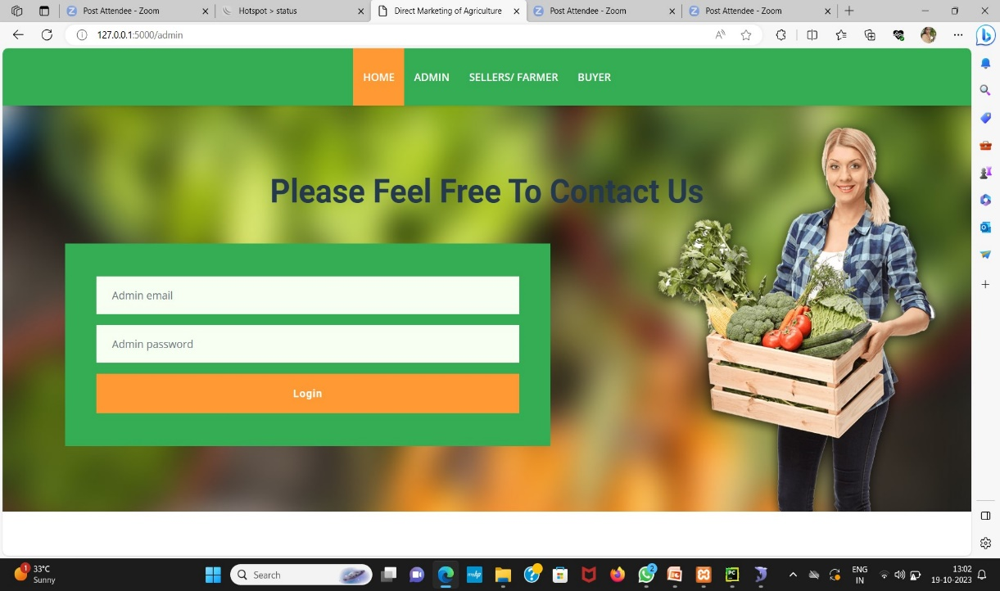 Post Attendee - Zoom
Hotspot > status
Direct Marketing of Agriculture
Post Attendee - Zoom
Post Attendee - Zoom
127.0.0.1:5000/admin
HOME ADMIN SELLERS/ FARMER BUYER
Please Feel Free To Contact Us
Admin email
Admin password
Login
1
33°C
Sunny
Search
2
ENG
IN
13:02
19-10-2023